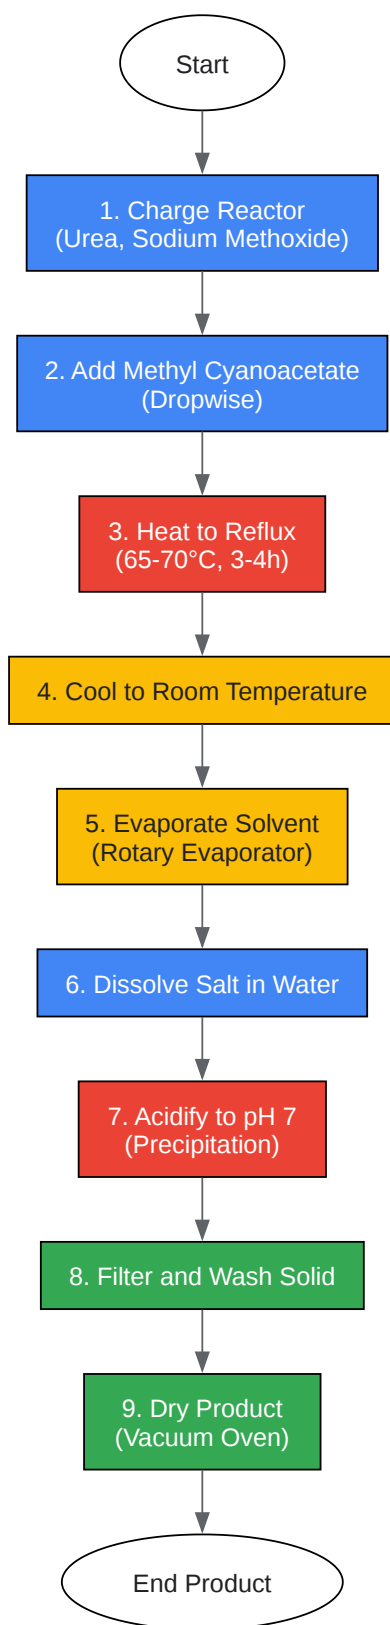 Start
1. Charge Reactor
(Urea, Sodium Methoxide)
2. Add Methyl Cyanoacetate
(Dropwise)
3. Heat to Reflux
(65-70°C, 3-4h)
4. Cool to Room Temperature
5. Evaporate Solvent
(Rotary Evaporator)
6. Dissolve Salt in Water
7. Acidify to pH 7
(Precipitation)
8. Filter and Wash Solid
9. Dry Product
(Vacuum Oven)
End Product